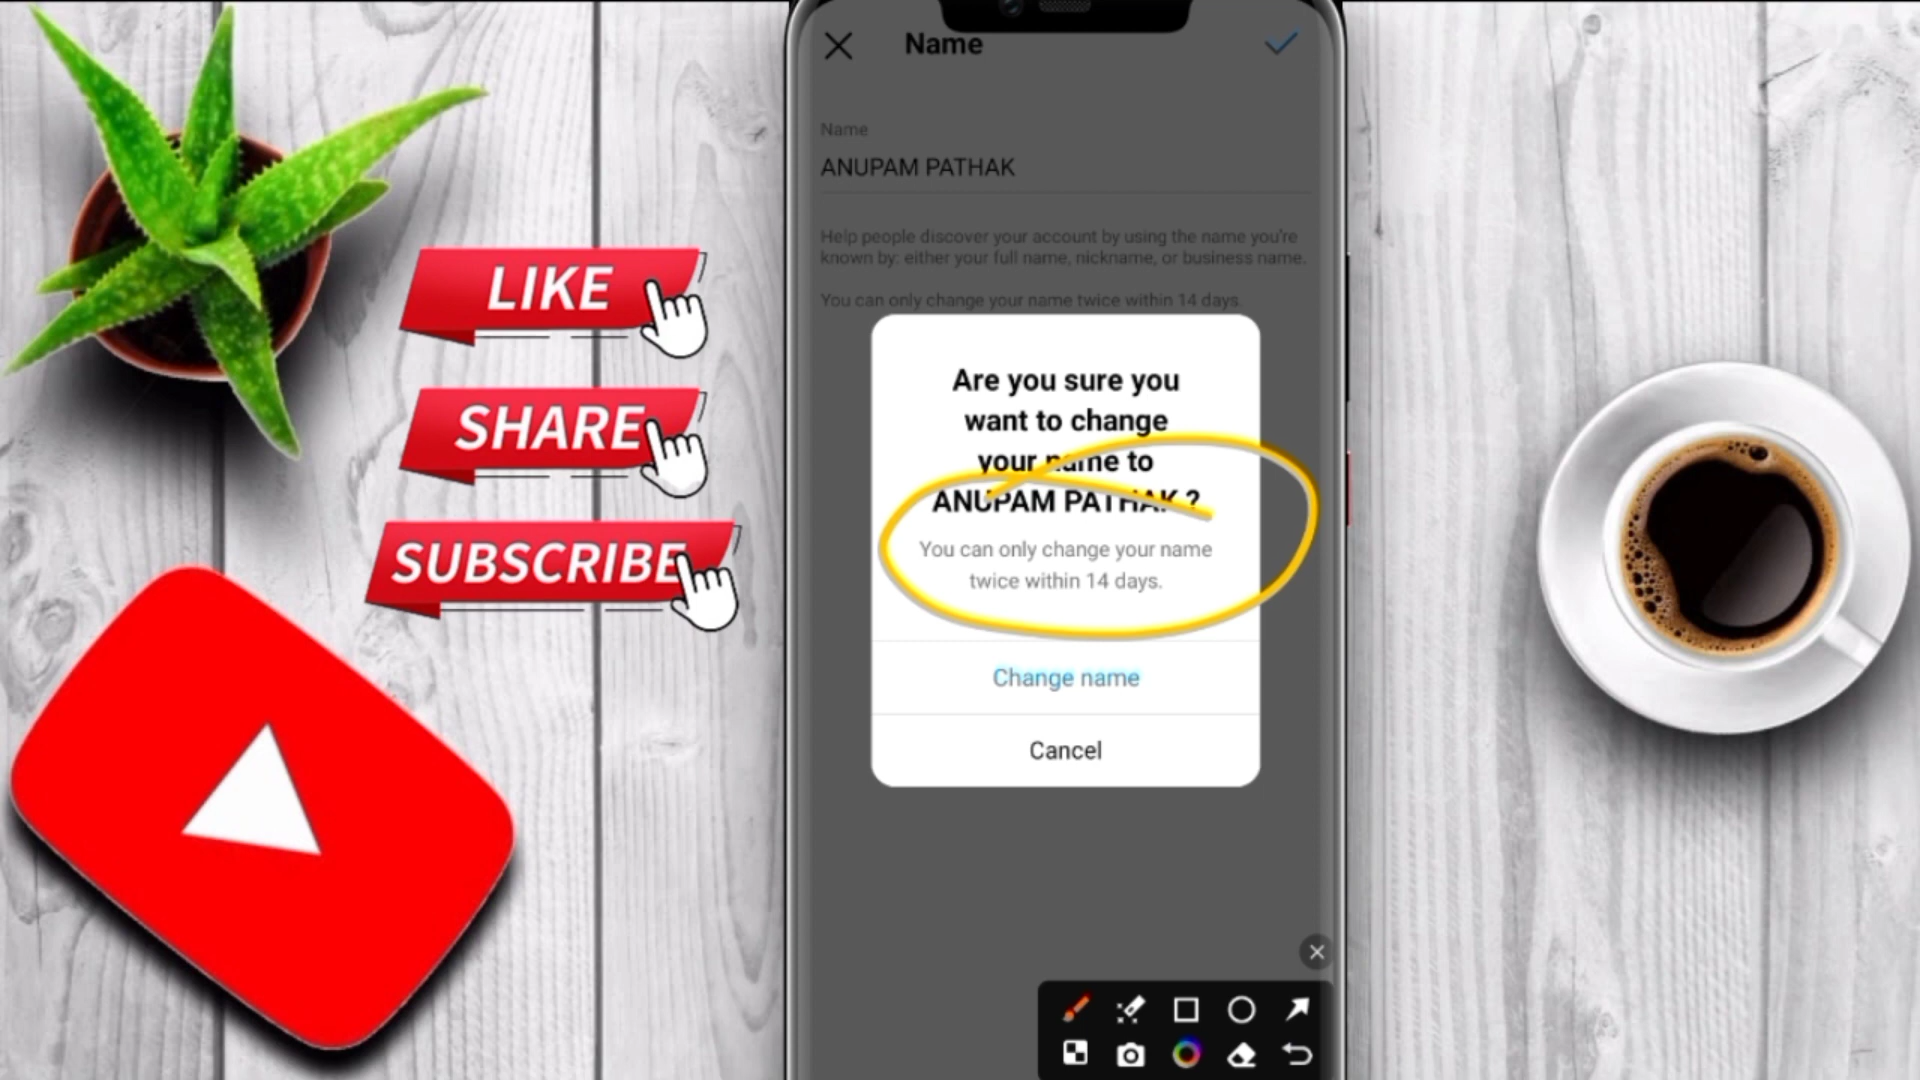 Name
Name
ANUPAM PATHAK
Help people discover your account by using the name you're
known by: either your full name, nickname, or business name.
You can only change your name twice within 14 days.
Are you sure you
want to change
your name to
ANUPAM PATHAK ?
You can only change your name
twice within 14 days.
Change name
Cancel
LIKE
SHARE
SUBSCRIBE